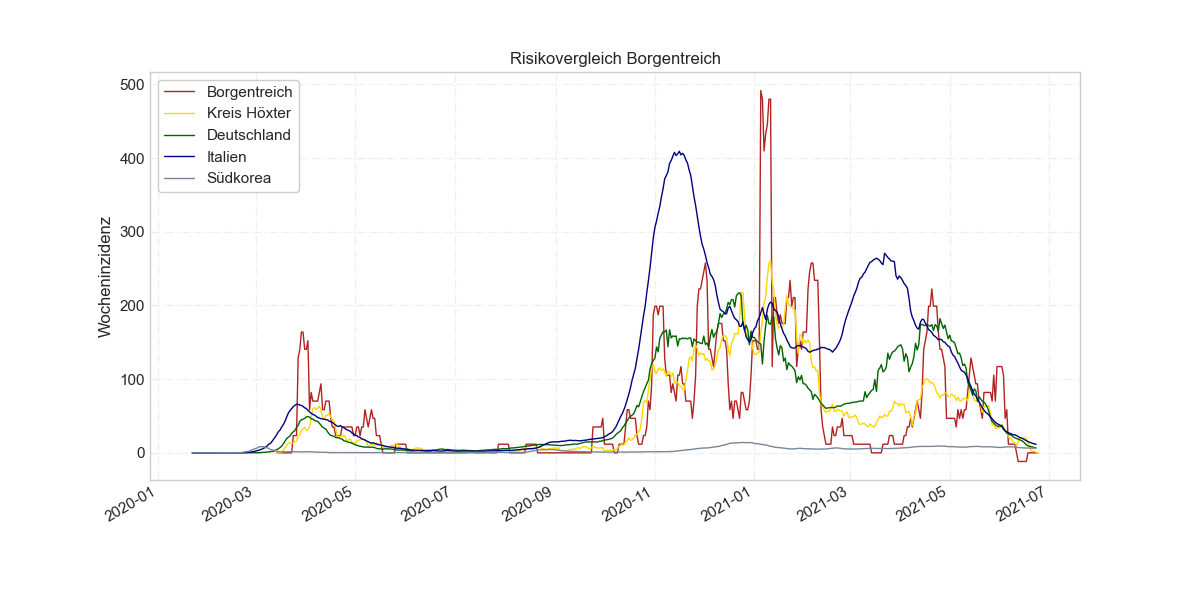 Risikovergleich Borgentreich
Wocheninzidenz
500
400
300
200
100
0
Borgentreich
Kreis Höxter
Deutschland
Italien
Südkorea
2020-01
2020-03
2020-05
2020-07
2020-09
2020-11
2021-01
2021-03
2021-05
2021-07